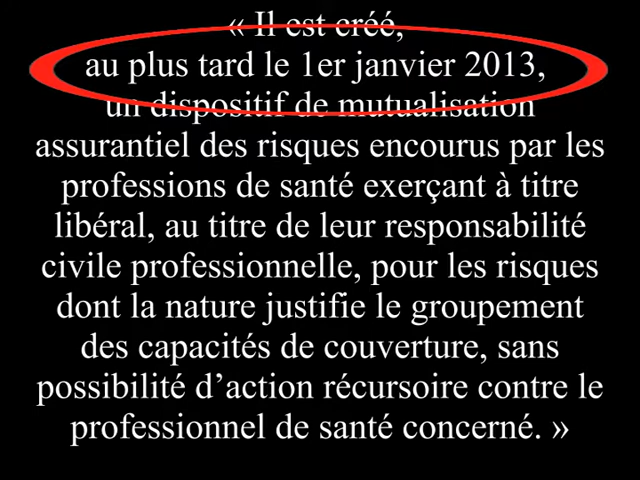 « Il est créé,
au plus tard le 1er janvier 2013,
un dispositif de mutualisation
assurantiel des risques encourus par les
professions de santé exerçant à titre
libéral, au titre de leur responsabilité
civile professionnelle, pour les risques
dont la nature justifie le groupement
des capacités de couverture, sans
possibilité d’action récursoire contre le
professionnel de santé concerné. »